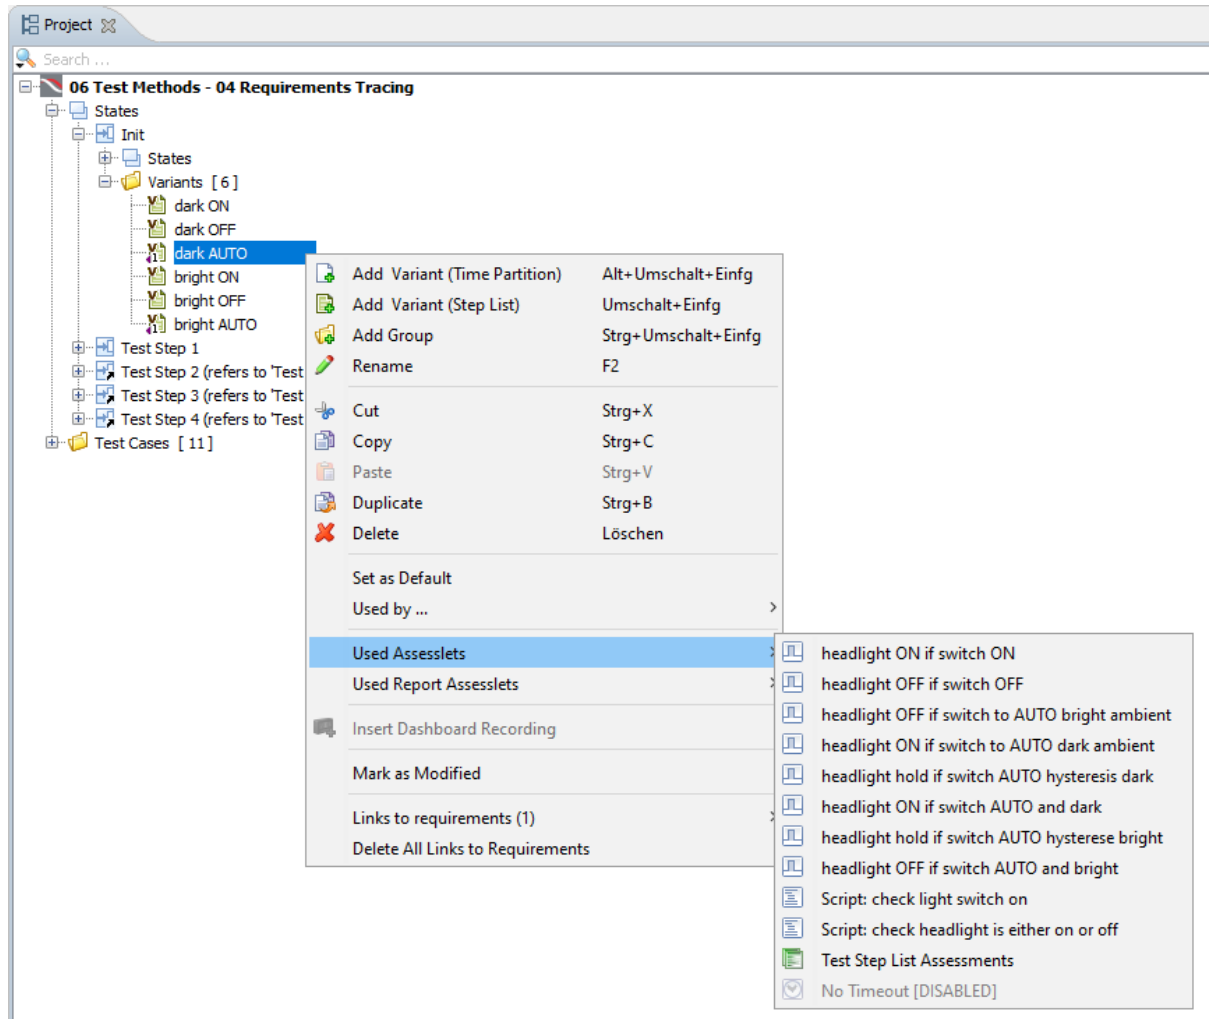 Project
Search ...
06 Test Methods - 04 Requirements Tracing
States
Init
States
Variants [ 6 ]
dark ON
dark OFF
dark AUTO
bright ON
bright OFF
bright AUTO
Test Step 1
Test Step 2 (refers to 'Test
Test Step 3 (refers to 'Test
Test Step 4 (refers to 'Test
Test Cases [ 11 ]
Add Variant (Time Partition) Alt+Umschalt+Einfg
Add Variant (Step List) Umschalt+Einfg
Add Group Strg+Umschalt+Einfg
Rename F2
Cut Strg+X
Copy Strg+C
Paste Strg+V
Duplicate Strg+B
Delete Löschen
Set as Default
Used by ...
Used Assesslets
Used Report Assesslets
Insert Dashboard Recording
Mark as Modified
Links to requirements (1)
Delete All Links to Requirements
headlight ON if switch ON
headlight OFF if switch OFF
headlight OFF if switch to AUTO bright ambient
headlight ON if switch to AUTO dark ambient
headlight hold if switch AUTO hysteresis dark
headlight ON if switch AUTO and dark
headlight hold if switch AUTO hysterese bright
headlight OFF if switch AUTO and bright
Script: check light switch on
Script: check headlight is either on or off
Test Step List Assessments
No Timeout [DISABLED]